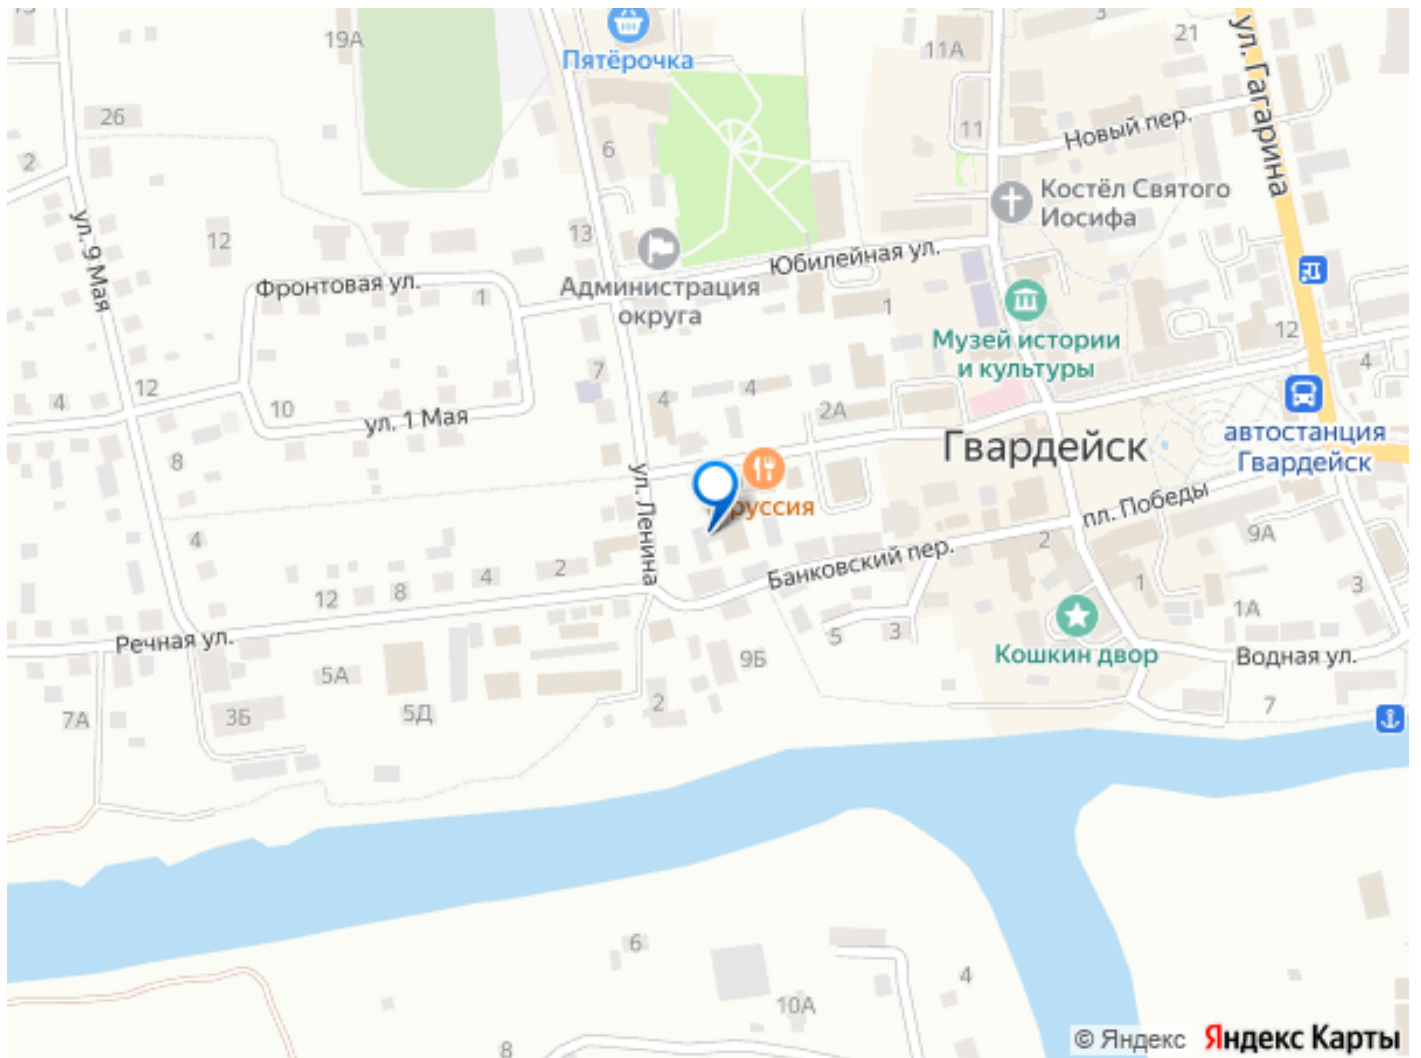 19А
Пятёрочка
11А
3
21
ул. Гагарина
26
2
6
11
Новый пер.
Костёл Святого
Иосифа
ул. 9 Мая
12
13
Администрация
округа
Юбилейная ул.
Фронтовая ул.
1
1
Музей истории
и культуры
12
4
12
10
ул. 1 Мая
7
4
4
2А
4
автостанция
Гвардейск
Гвардейск
8
ул. Ленина
руссия
пл. Победы
4
Банковский пер.
2
9А
12
8
4
2
1
3
1А
Речная ул.
5
3
Кошкин двор
Водная ул.
5А
9Б
7А
3Б
5Д
2
7
6
4
10А
8
© Яндекс Яндекс Карты